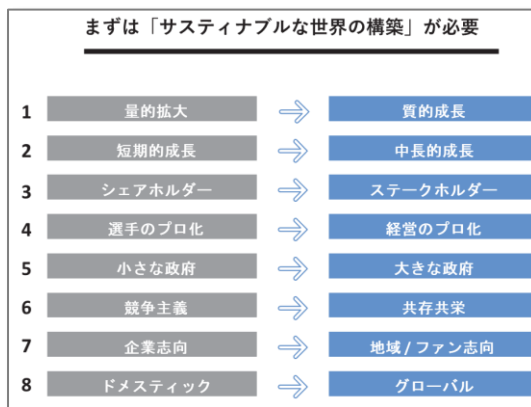 まずは「サスティナブルな世界の構築」が必要
1 量的拡大 ⇒ 質的成長
2 短期的成長 ⇒ 中長的成長
3 シェアホルダー ⇒ ステークホルダー
4 選手のプロ化 ⇒ 経営のプロ化
5 小さな政府 ⇒ 大きな政府
6 競争主義 ⇒ 共存共栄
7 企業志向 ⇒ 地域/ファン志向
8 ドメスティック ⇒ グローバル